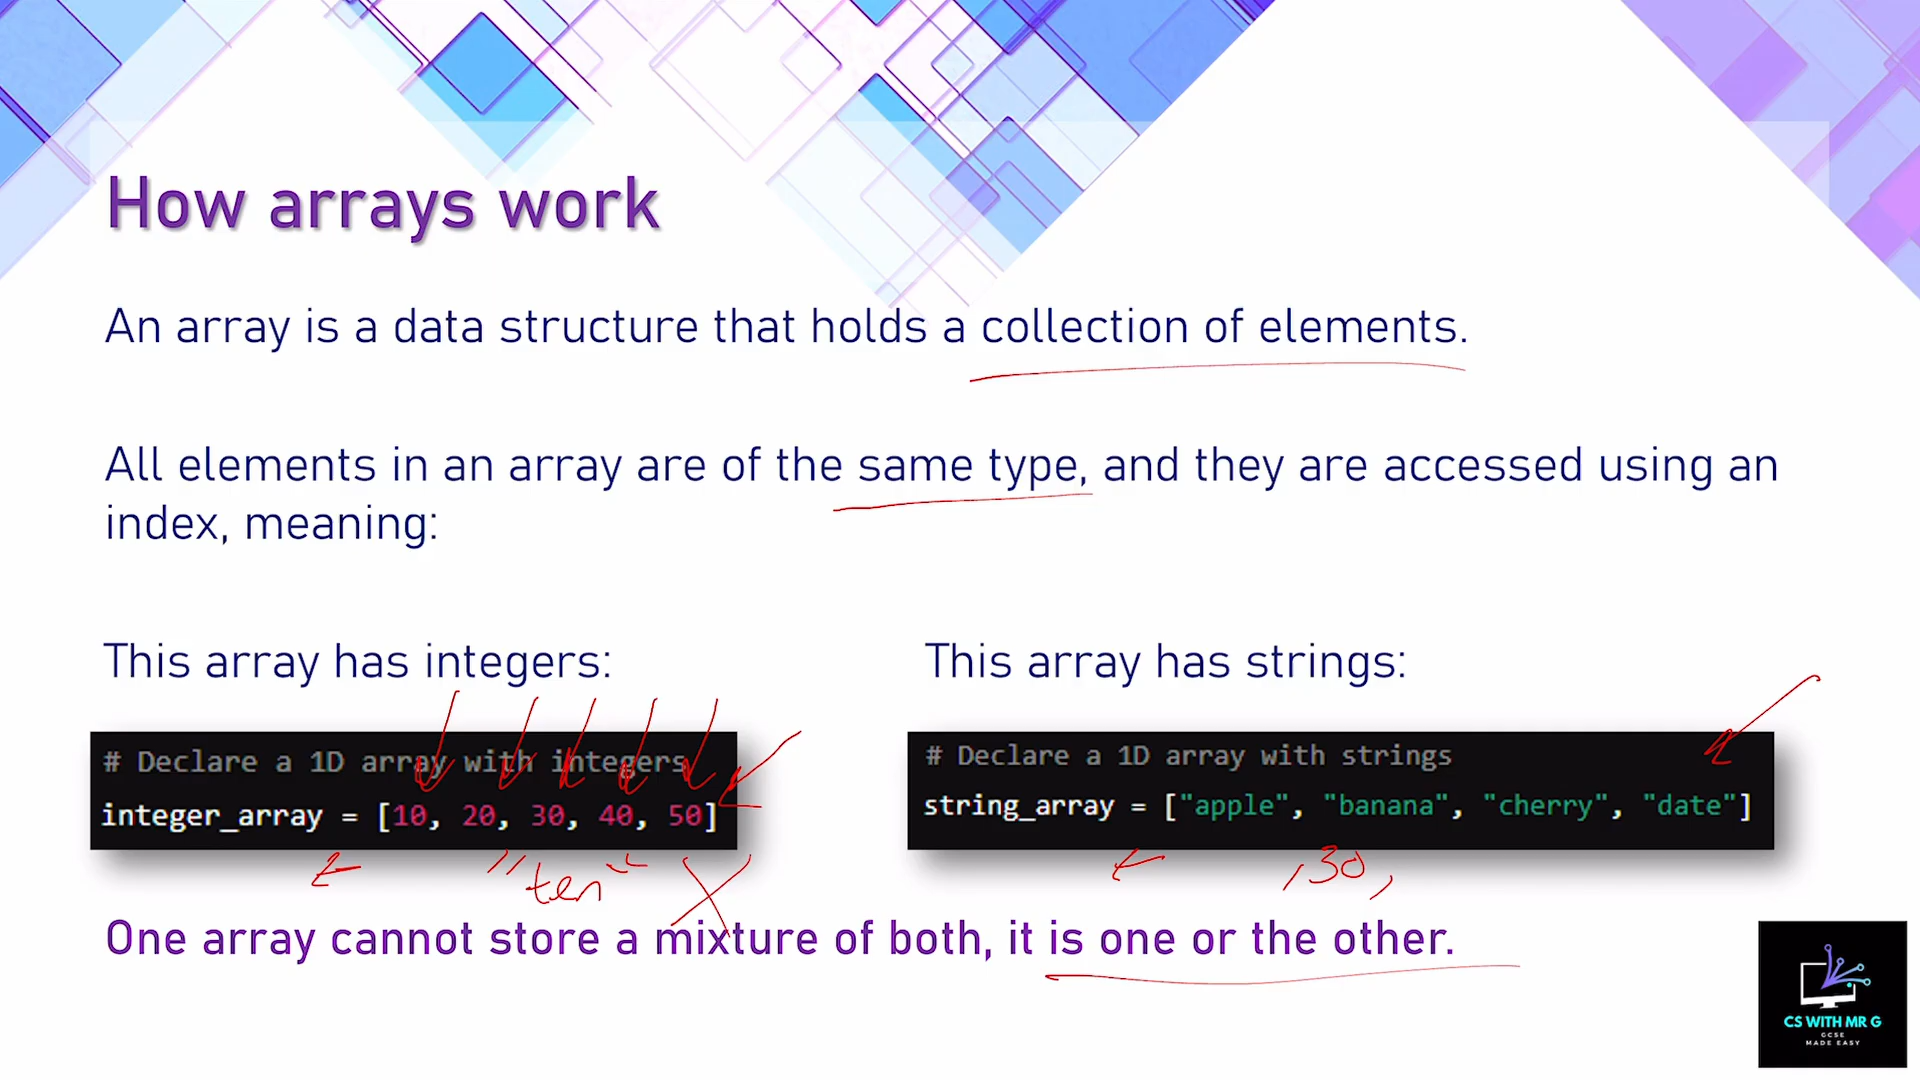 How arrays work
An array is a data structure that holds a collection of elements.
All elements in an array are of the same type, and they are accessed using an
index, meaning:
This array has integers:
# Declare a 1D array with integers
integer_array = [10, 20, 30, 40, 50]
"ten"
This array has strings:
# Declare a 1D array with strings
string_array = ["apple", "banana", "cherry", "date"]
,30,
One array cannot store a mixture of both, it is one or the other.
CS WITH MR G
GCSE
MADE EASY